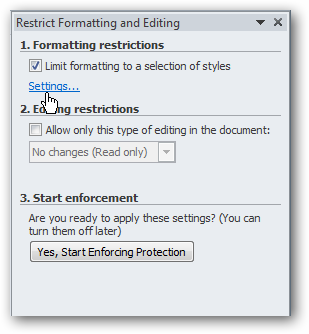 Restrict Formatting and Editing
1. Formatting restrictions
Limit formatting to a selection of styles
Settings...
2. Editing restrictions
Allow only this type of editing in the document:
No changes (Read only)
3. Start enforcement
Are you ready to apply these settings? (You can
turn them off later)
Yes, Start Enforcing Protection